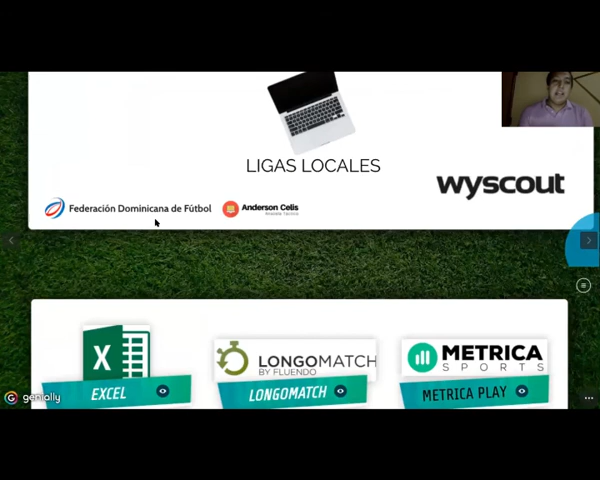 LIGAS LOCALES
wyscout
Federación Dominicana de Fútbol
Anderson Celis
X
LONGOMATCH
BY FLUENDO
METRICA
SPORTS
EXCEL
LONGOMATCH
METRICA PLAY
genially